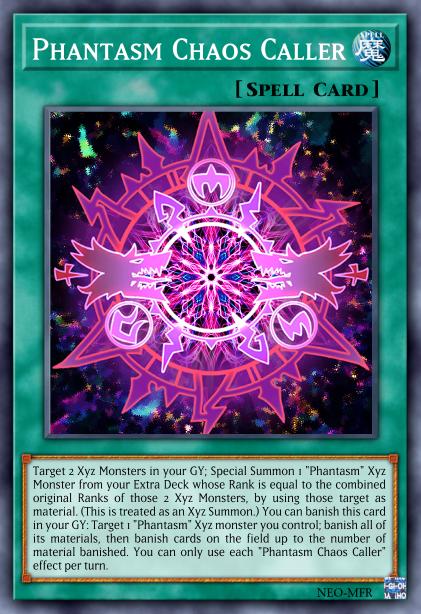 PHANTASM CHAOS CALLER
SPELL
魔
[ SPELL CARD ]
Target 2 Xyz Monsters in your GY; Special Summon 1 "Phantasm" Xyz
Monster from your Extra Deck whose Rank is equal to the combined
original Ranks of those 2 Xyz Monsters, by using those target as
material. (This is treated as an Xyz Summon.) You can banish this card
in your GY: Target 1 "Phantasm" Xyz monster you control; banish all of
its materials, then banish cards on the field up to the number of
material banished. You can only use each "Phantasm Chaos Caller"
effect per turn.
NEO-MFR